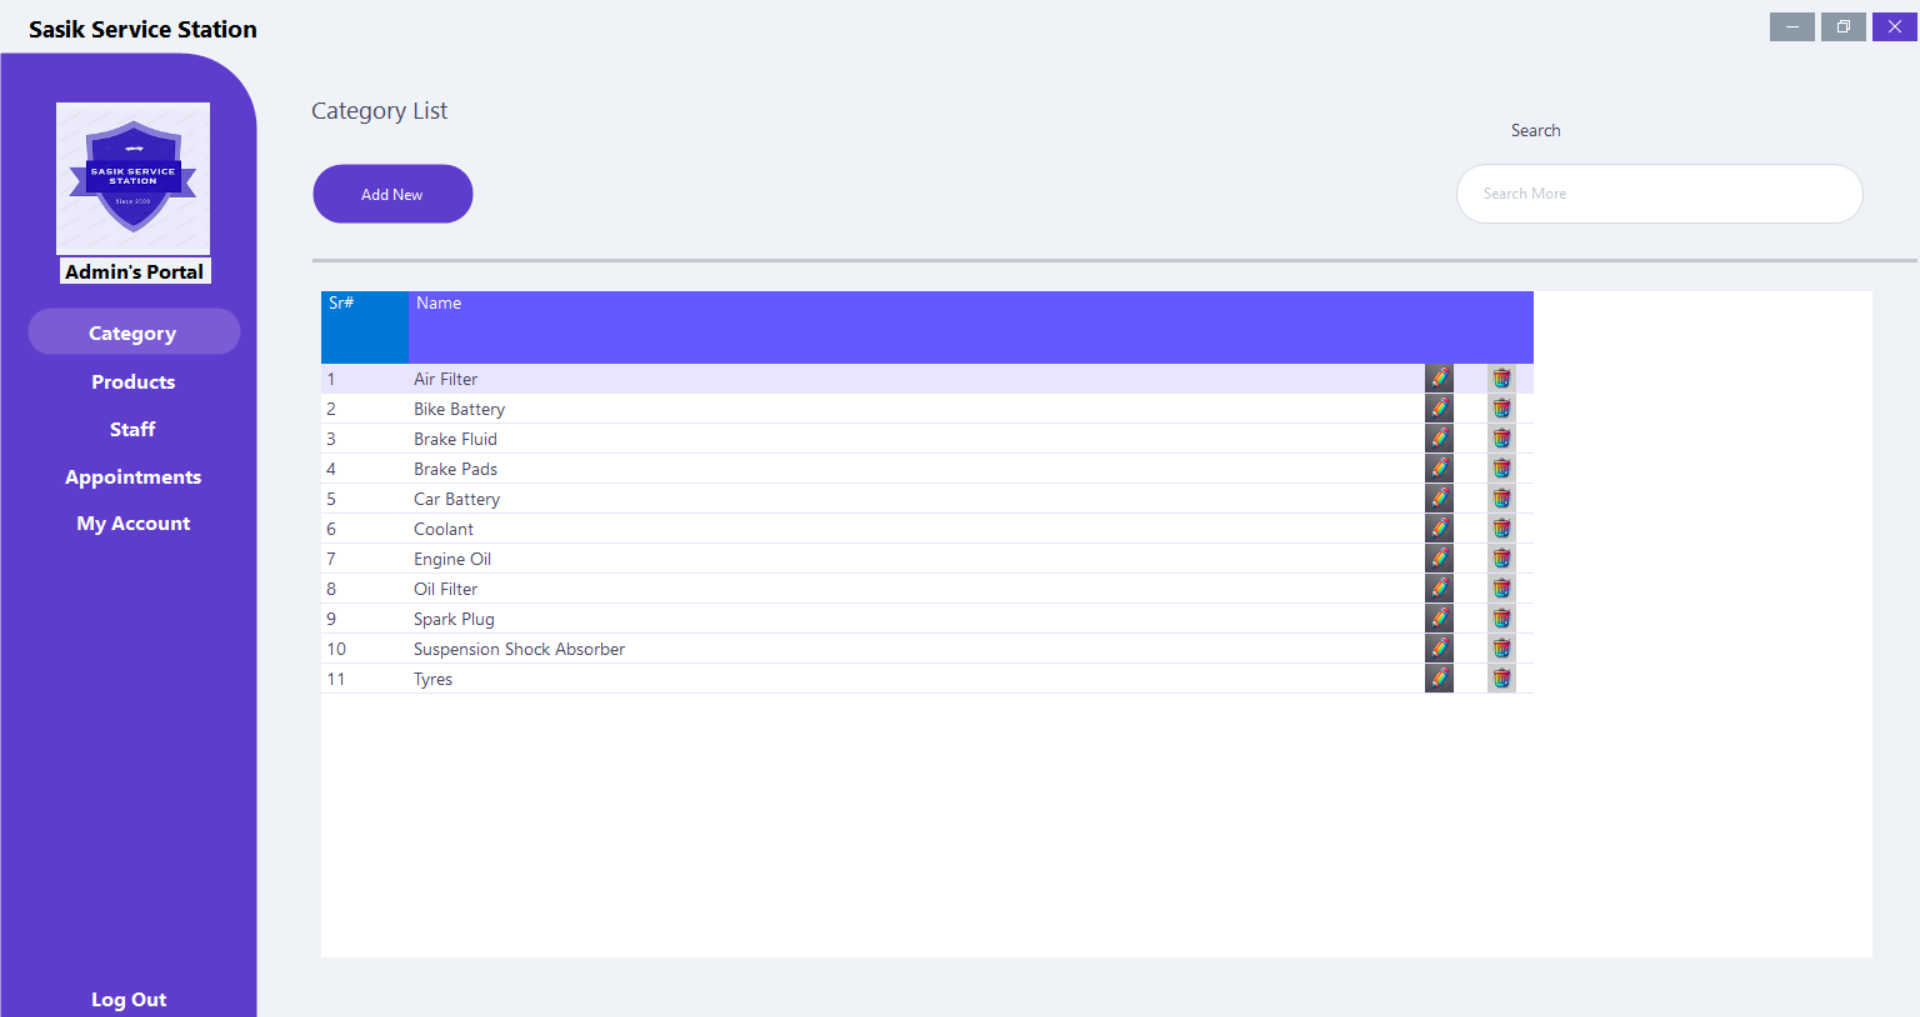 Sasik Service Station
SASIK SERVICE
STATION
Since 2000
Admin's Portal
Category
Products
Staff
Appointments
My Account
Log Out
Category List
Add New
Search
Search More
Sr# Name
1 Air Filter
2 Bike Battery
3 Brake Fluid
4 Brake Pads
5 Car Battery
6 Coolant
7 Engine Oil
8 Oil Filter
9 Spark Plug
10 Suspension Shock Absorber
11 Tyres